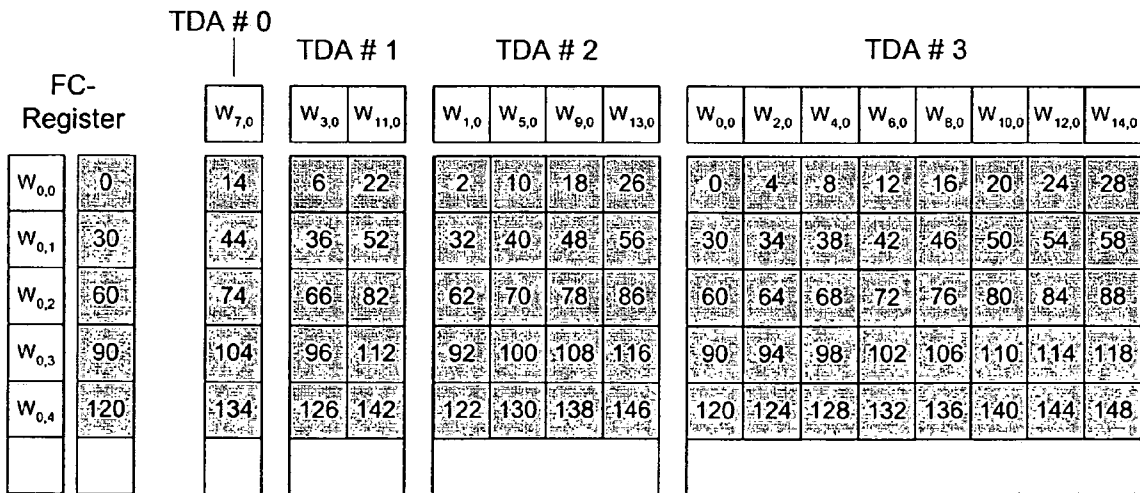 TDA # 0
TDA # 1 TDA # 2 TDA # 3
FC-
Register
W7,0 W3,0 W11,0 W1,0 W5,0 W9,0 W13,0 W0,0 W2,0 W4,0 W6,0 W8,0 W10,0 W12,0 W14,0
W0,0 0 14 6 22 2 10 18 26 0 4 8 12 16 20 24 28
W0,1 30 44 36 52 32 40 48 56 30 34 38 42 46 50 54 58
W0,2 60 74 66 82 62 70 78 86 60 64 68 72 76 80 84 88
W0,3 90 104 96 112 92 100 108 116 90 94 98 102 106 110 114 118
W0,4 120 134 126 142 122 130 138 146 120 124 128 132 136 140 144 148